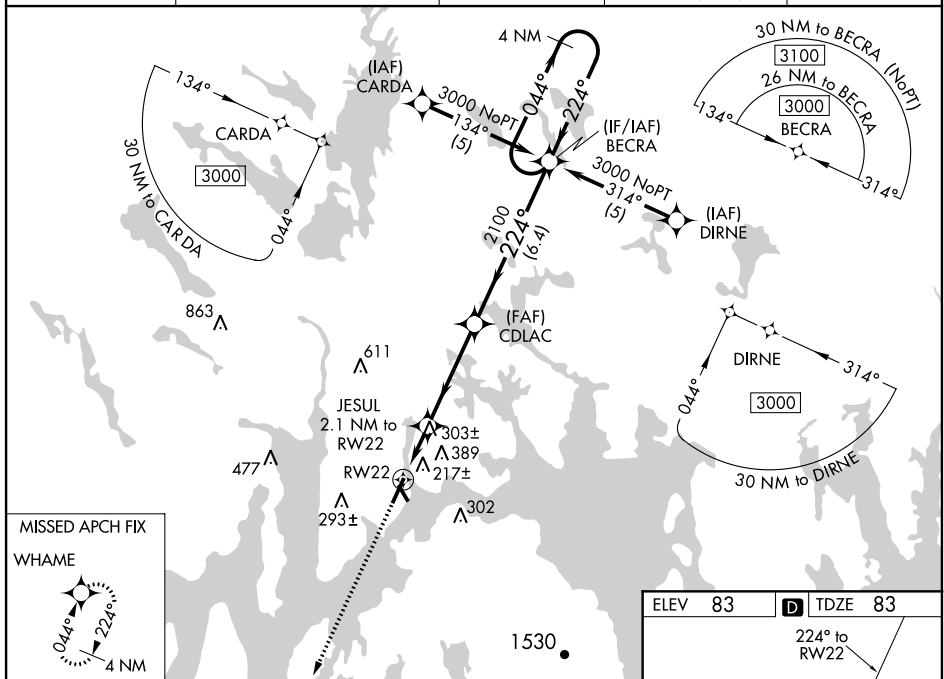 4 NM
044°
224°
(IAF)
CARDA
3000 NoPT
134°
(5)
(IF/IAF)
BECRA
3000 NoPT
314°
(5)
(IAF)
DIRNE
134°
CARDA
3000
044°
30 NM to CARDA
30 NM to BECRA (NoPT)
3100
26 NM to BECRA
3000
BECRA
134°
314°
2100
224°
(6.4)
(FAF)
CDLAC
863
611
JESUL
2.1 NM to
RW22
303±
389
217±
RW22
477
293±
302
DIRNE
314°
044°
3000
30 NM to DIRNE
MISSED APCH FIX
WHAME
044°
224°
4 NM
1530
ELEV 83 D TDZE 83
224° to
RW22